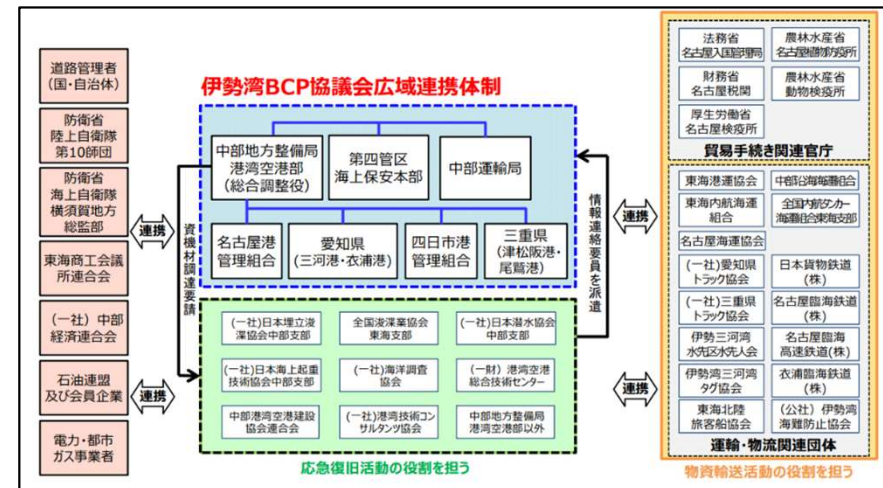 伊勢湾BCP協議会広域連携体制
道路管理者
(国・自治体)
防衛省
陸上自衛隊
第10師団
防衛省
海上自衛隊
横須賀地方
総監部
東海商工会議
所連合会
(一社) 中部
経済連合会
石油連盟
及び会員企業
電力・都市
ガス事業者
連携
連携
資機材調達要請
中部地方整備局
港湾空港部
(総合調整役)
第四管区
海上保安本部
中部運輸局
名古屋港
管理組合
愛知県
(三河港・衣浦港)
四日市港
管理組合
三重県
(津松阪港・
尾鷲港)
(一社)日本埋立浚
渫協会中部支部
全国浚渫業協会
東海支部
(一社)日本潜水協会
中部支部
(一社)日本海上起重
技術協会中部支部
(一社)海洋調査
協会
(一財) 港湾空港
総合技術センター
中部港湾空港建設
協会連合会
(一社)港湾技術コン
サルタンツ協会
中部地方整備局
港湾空港部以外
応急復旧活動の役割を担う
情報連絡要員を派遣
連携
連携
法務省
名古屋入国管理局
農林水産省
名古屋植物防疫所
財務省
名古屋税関
農林水産省
動物検疫所
厚生労働省
名古屋検疫所
貿易手続き関連官庁
東海港運協会
中部沿海海運組合
東海内航海運
組合
全国内航タンカー
海運組合東海支部
名古屋海運協会
(一社)愛知県
トラック協会
日本貨物鉄道
(株)
(一社)三重県
トラック協会
名古屋臨海鉄道
(株)
伊勢三河湾
水先区水先人会
名古屋臨海
高速鉄道(株)
伊勢湾三河湾
タグ協会
衣浦臨海鉄道
(株)
東海北陸
旅客船協会
(公社) 伊勢湾
海難防止協会
運輸・物流関連団体
物資輸送活動の役割を担う